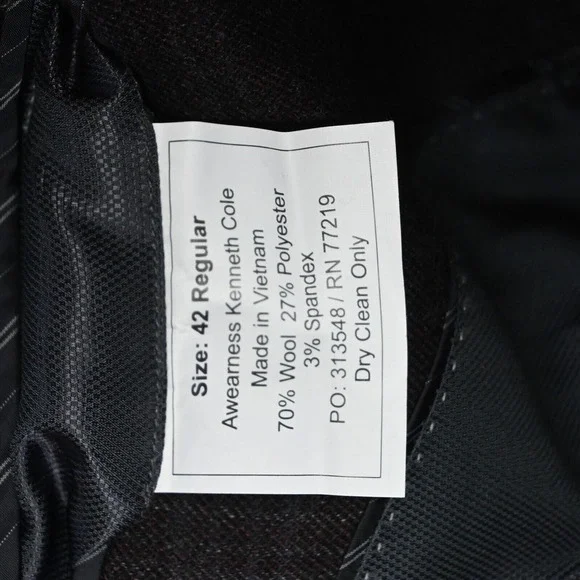 Size: 42 Regular
Awearness Kenneth Cole
Made in Vietnam
70% Wool 27% Polyester
3% Spandex
PO: 313548 / RN 77219
Dry Clean Only